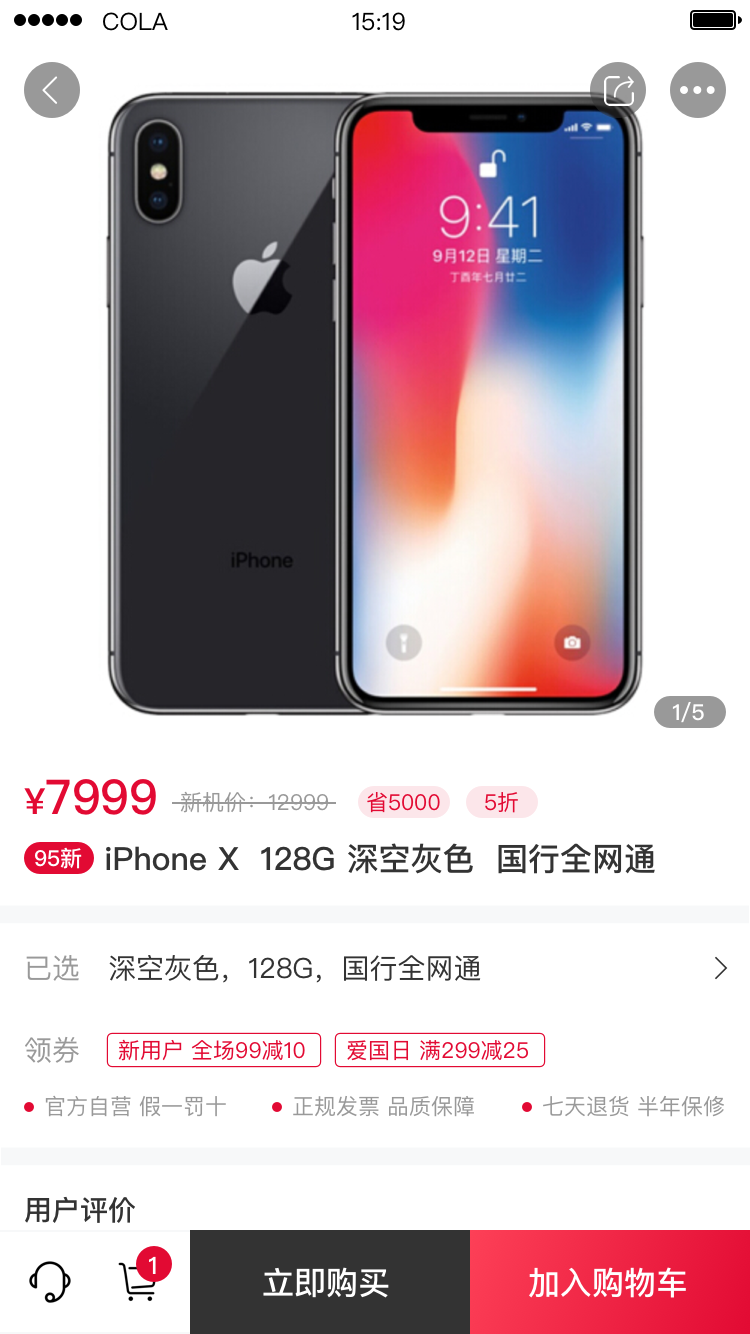 COLA 15:19
9:41
9月12日 星期二
丁酉年七月廿二
iPhone
1/5
¥7999 新机价：12999 省5000 5折
95新 iPhone X 128G 深空灰色 国行全网通
已选 深空灰色，128G，国行全网通
领券 新用户 全场99减10 爱国日 满299减25
官方自营 假一罚十 正规发票 品质保障 七天退货 半年保修
用户评价
1
立即购买 加入购物车